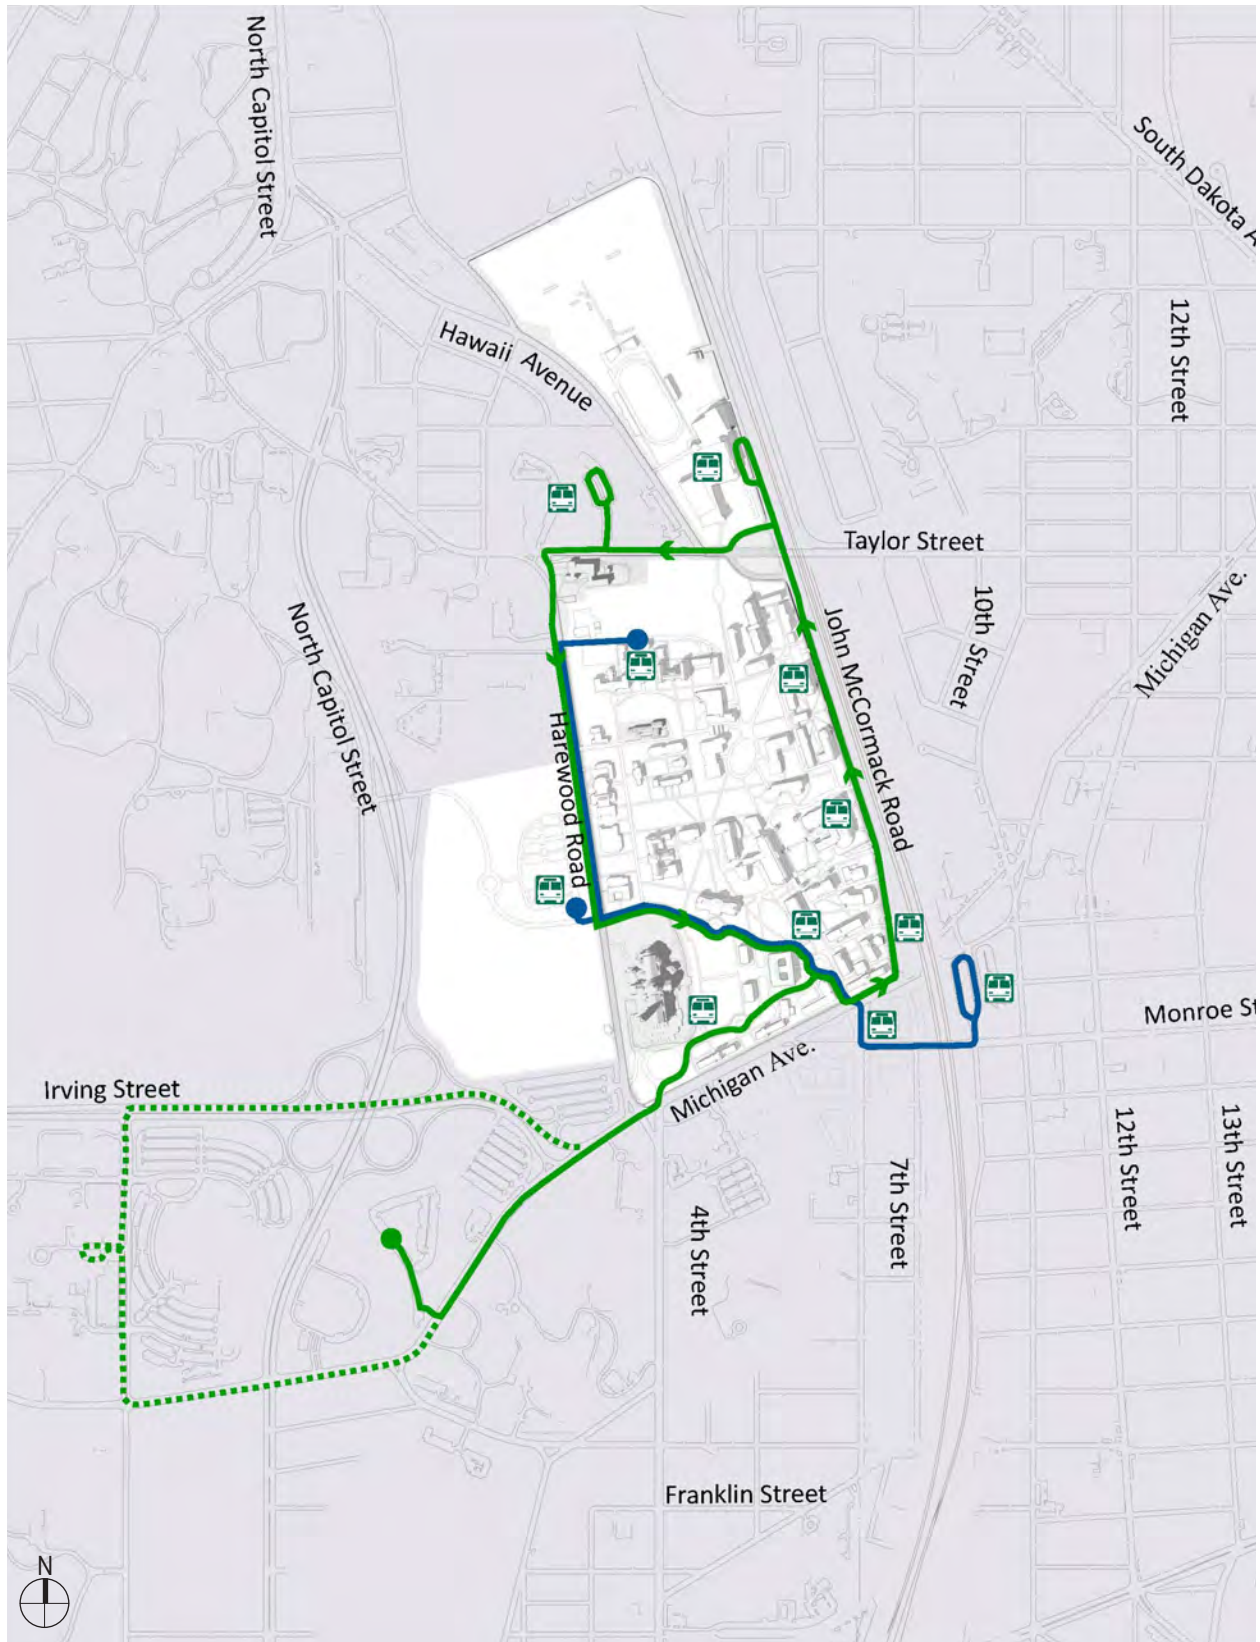 North Capitol Street
South Dakota A
12th Street
Hawaii Avenue
Taylor Street
10th Street
Michigan Ave.
North Capitol Street
John McCormack Road
Harewood Road
Monroe St
Michigan Ave.
Irving Street
12th Street
13th Street
7th Street
4th Street
Franklin Street
N